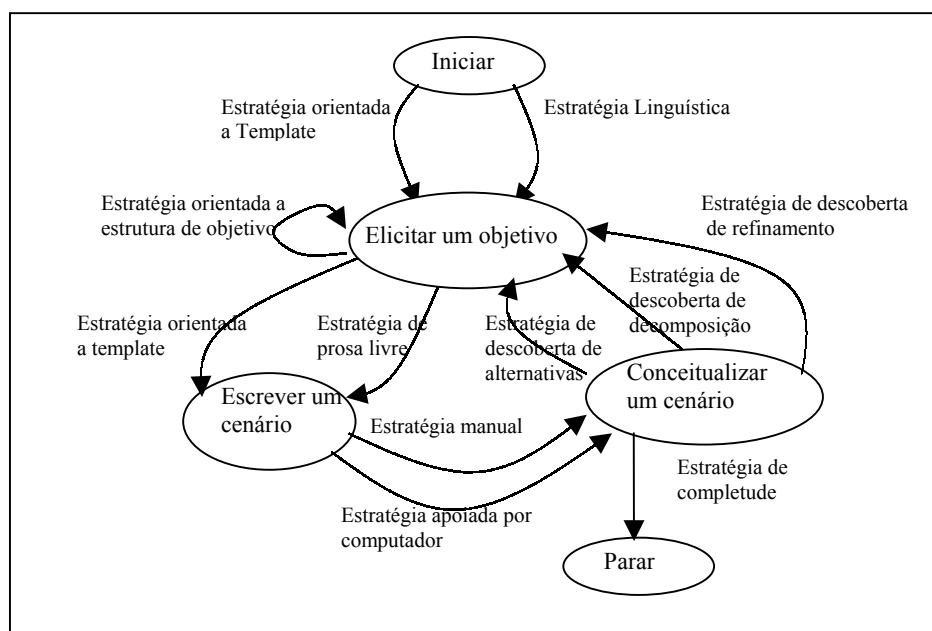 Iniciar
Estratégia orientada
a Template
Estratégia Linguística
Estratégia orientada a
estrutura de objetivo
Elicitar um objetivo
Estratégia de descoberta
de refinamento
Estratégia de
descoberta de
decomposição
Estratégia orientada
a template
Estratégia de
prosa livre
Estratégia de
descoberta de
alternativas
Escrever um
cenário
Conceitualizar
um cenário
Estratégia manual
Estratégia de
completude
Estratégia apoiada por
computador
Parar